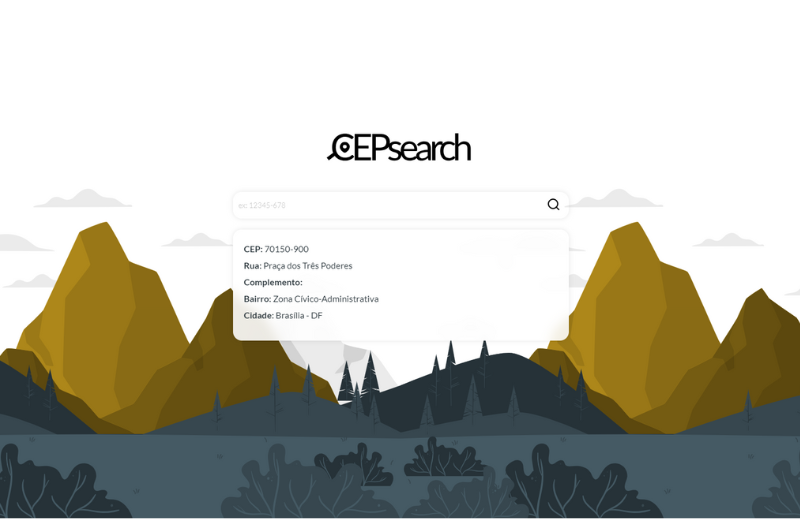 CEPsearch
ex: 12345-678
CEP: 70150-900
Rua: Praça dos Três Poderes
Complemento:
Bairro: Zona Cívico-Administrativa
Cidade: Brasília - DF